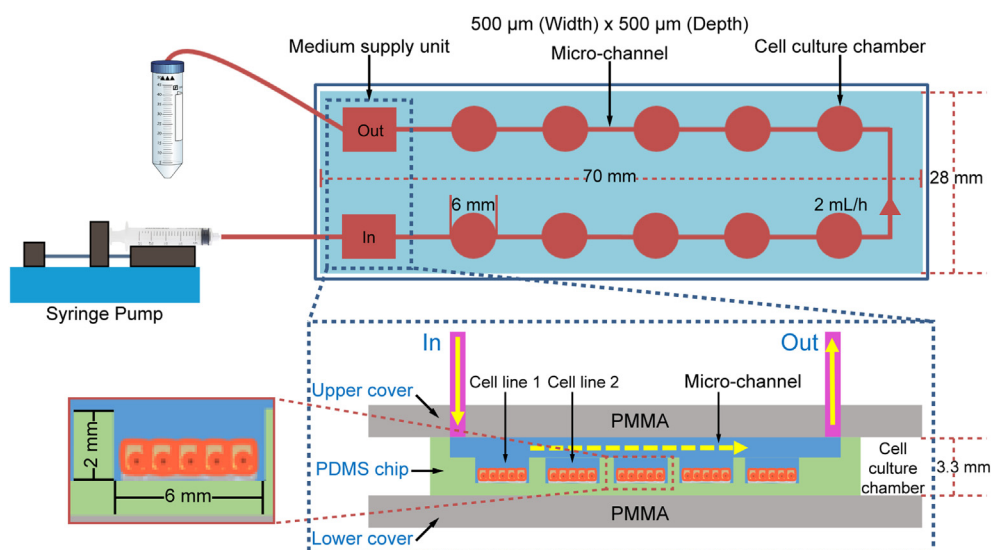 500 µm (Width) x 500 µm (Depth)
Medium supply unit
Micro-channel
Cell culture chamber
Out
70 mm
28 mm
6 mm
2 mL/h
In
Syringe Pump
In
Out
Cell line 1
Cell line 2
Micro-channel
Upper cover
PMMA
PDMS chip
Cell
culture
chamber
3.3 mm
2 mm
6 mm
PMMA
Lower cover